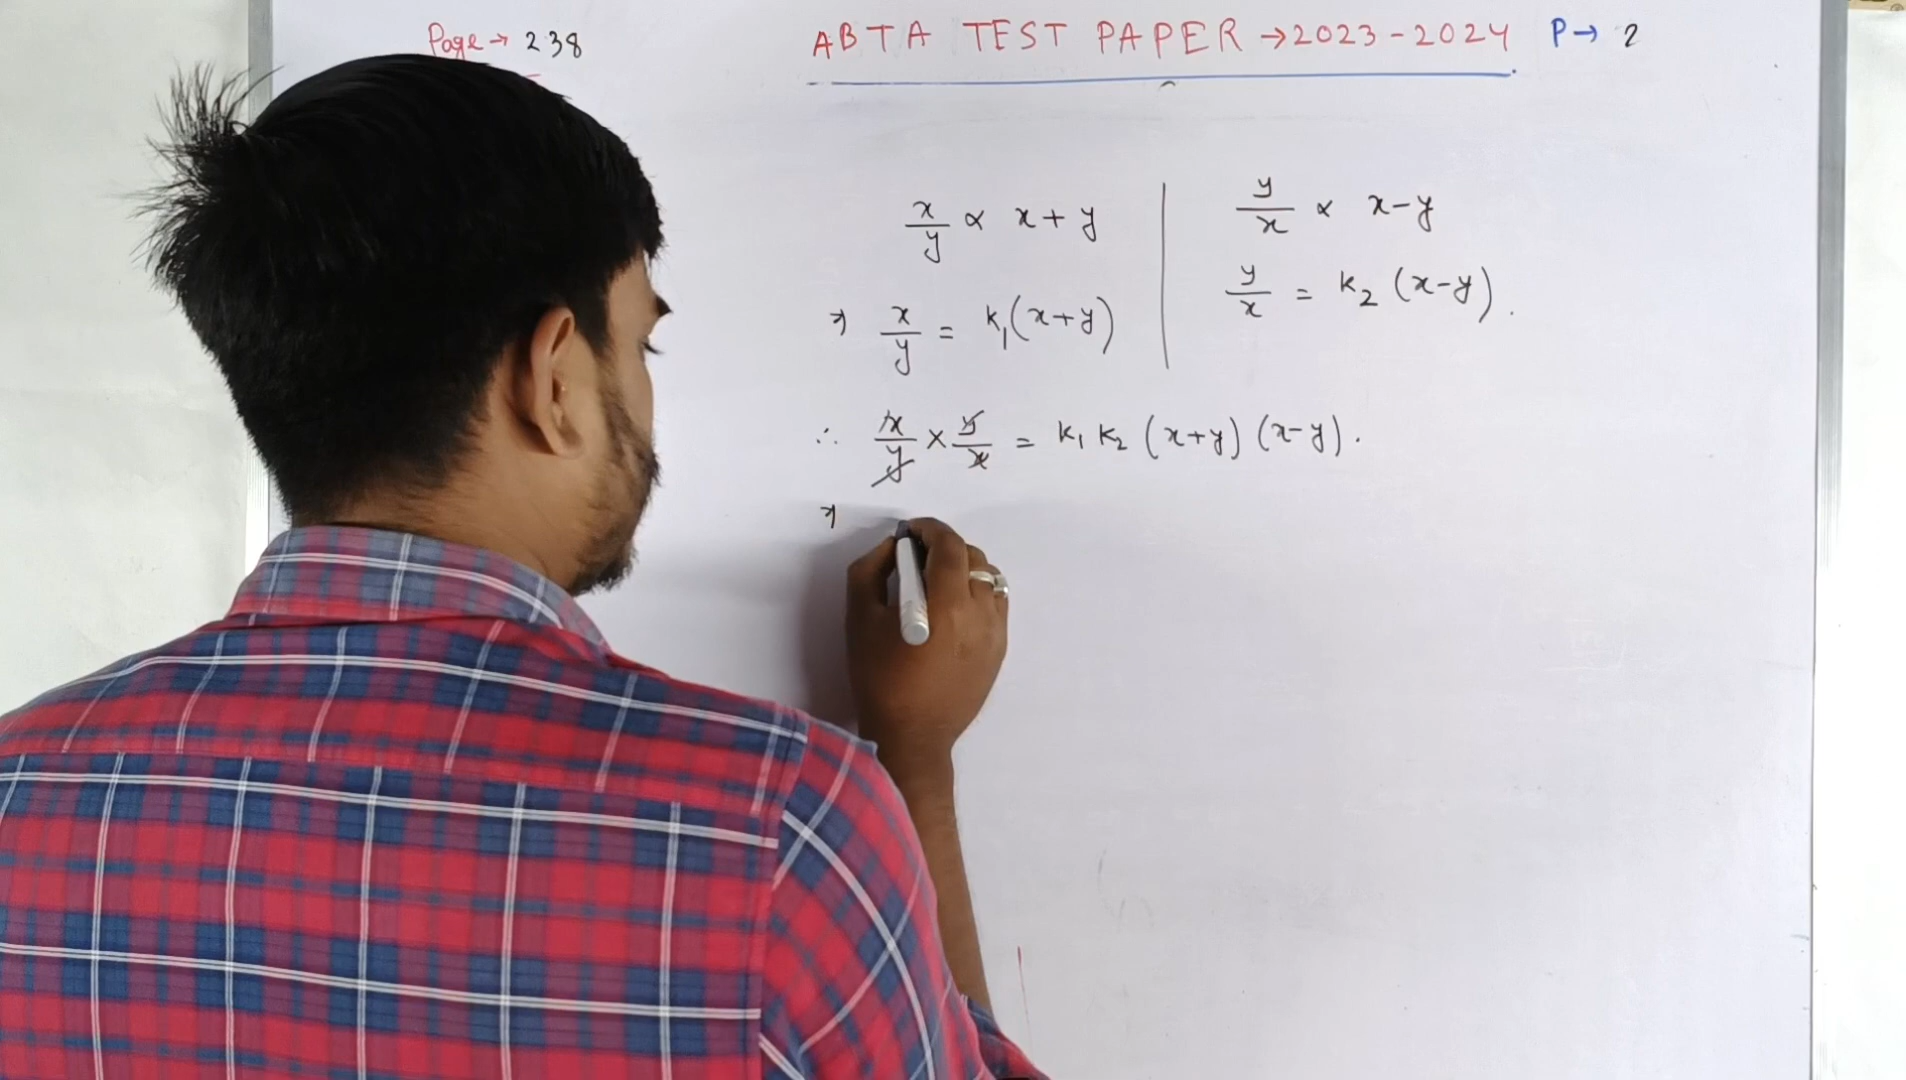 Page → 238
ABTA TEST PAPER → 2023-2024 P → 2
x/y ∝ x+y
⇒ x/y = k₁(x+y)
y/x ∝ x-y
y/x = k₂ (x-y).
∴ x/y × y/x = k₁ k₂ (x+y) (x-y).
⇒